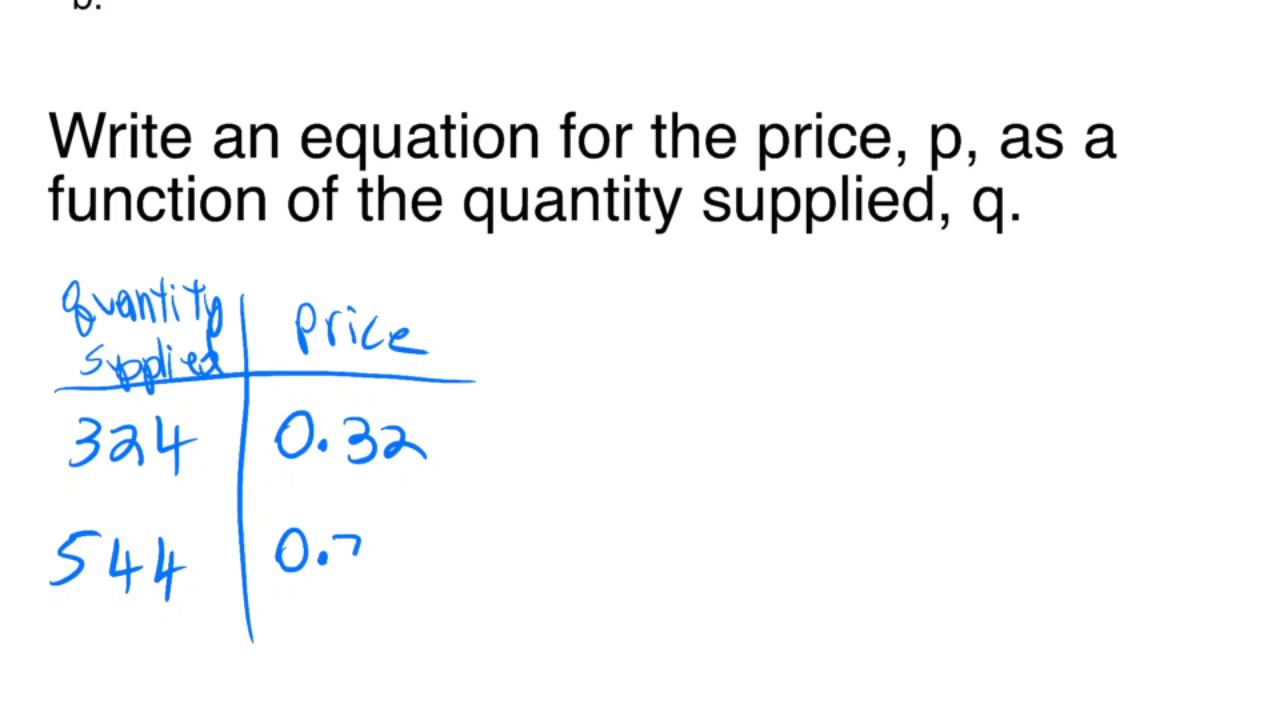 b.
Write an equation for the price, p, as a
function of the quantity supplied, q.
quantity
supplied
price
324 0.32
544 0.